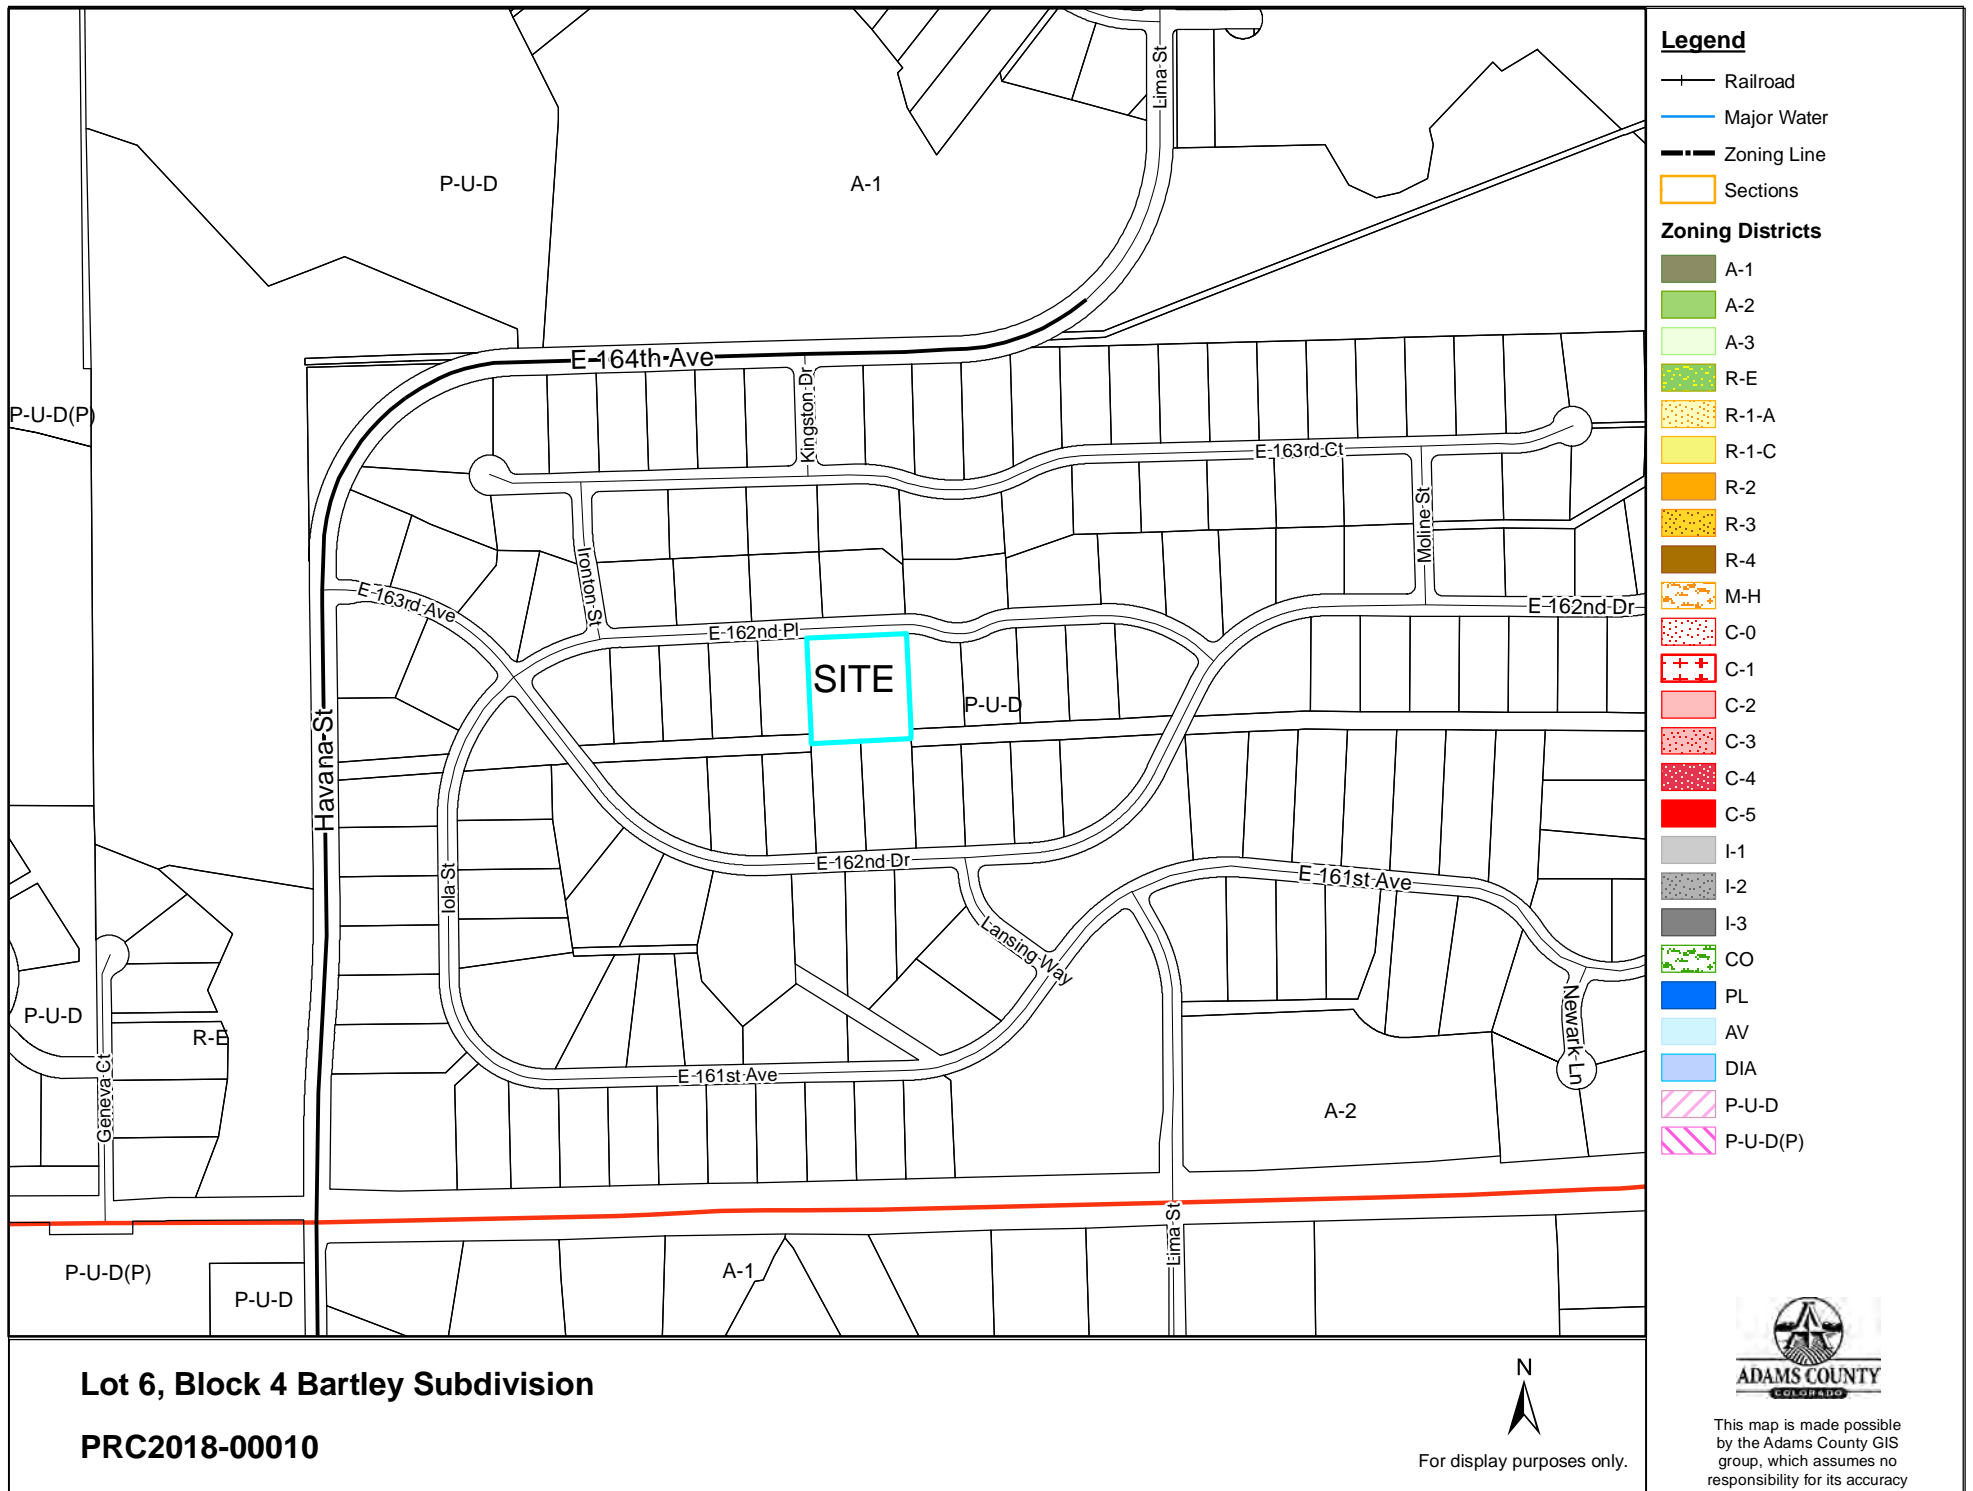 Lima St
P-U-D
A-1
E 164th Ave
P-U-D(P)
Kingston Dr
E 163rd Ct
Moline St
Ironton St
E 163rd Ave
E 162nd Pl
E 162nd Dr
SITE
P-U-D
Havana St
E 162nd Dr
Iola St
E 161st Ave
Lansing Way
P-U-D
R-E
Newark Ln
Geneva Ct
E 161st Ave
A-2
Lima St
P-U-D(P)
A-1
P-U-D
Legend
Railroad
Major Water
Zoning Line
Sections
Zoning Districts
A-1
A-2
A-3
R-E
R-1-A
R-1-C
R-2
R-3
R-4
M-H
C-0
C-1
C-2
C-3
C-4
C-5
I-1
I-2
I-3
CO
PL
AV
DIA
P-U-D
P-U-D(P)
Lot 6, Block 4 Bartley Subdivision
PRC2018-00010
N
For display purposes only.
ADAMS COUNTY
COLORADO
This map is made possible
by the Adams County GIS
group, which assumes no
responsibility for its accuracy